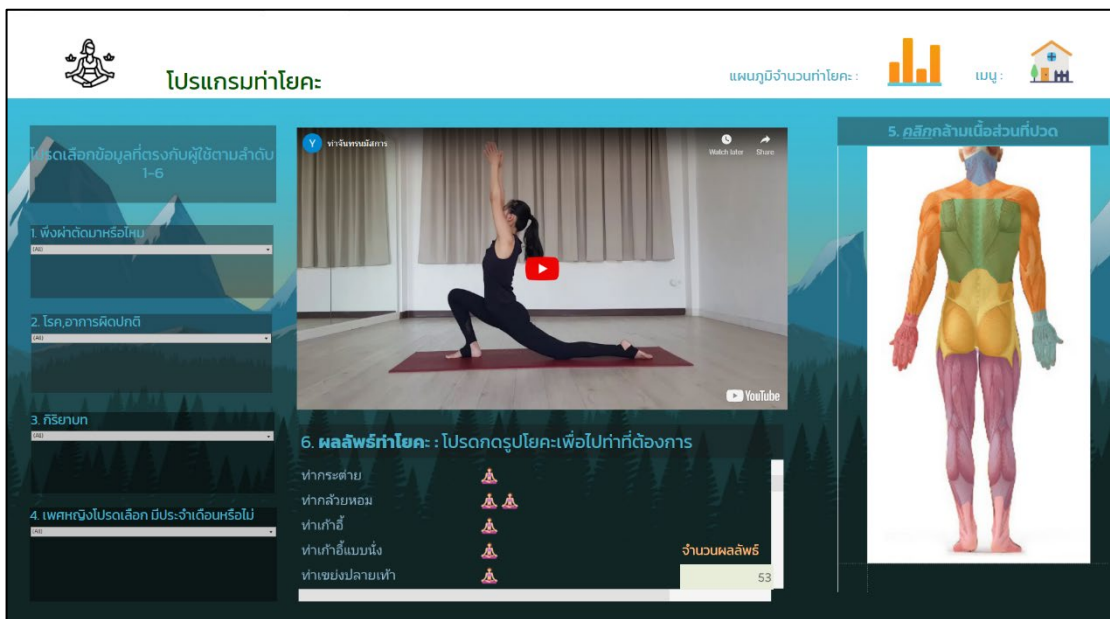 โปรแกรมท่าโยคะ
แผนภูมิจำนวนท่าโยคะ :
เมนู :
โปรดเลือกข้อมูลที่ตรงกับผู้ใช้ตามลำดับ
1-6
1. พึ่งผ่าตัดมาหรือไหม
(All)
2. โรค,อาการผิดปกติ
(All)
3. กิริยาบท
(All)
4. เพศหญิงโปรดเลือก มีประจำเดือนหรือไม่
(All)
Y ท่าจันทรนมัสการ
Watch later
Share
YouTube
6. ผลลัพธ์ท่าโยคะ : โปรดกดรูปโยคะเพื่อไปท่าที่ต้องการ
ท่ากระต่าย
ท่ากล้วยหอม
ท่าเก้าอี้
ท่าเก้าอี้แบบนั่ง
ท่าเขย่งปลายเท้า
จำนวนผลลัพธ์
53
5. คลิกกล้ามเนื้อส่วนที่ปวด